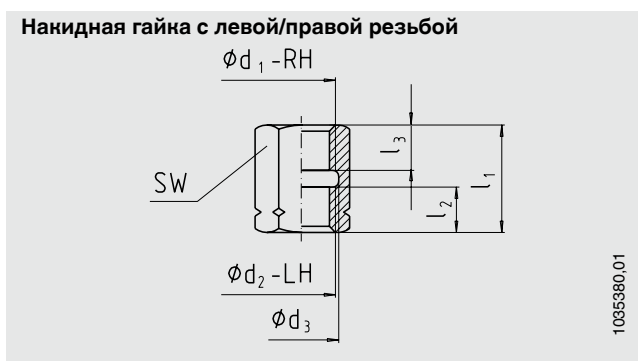 Накидная гайка с левой/правой резьбой
Ød₁-RH
l₃
l₁
SW
l₂
Ød₂-LH
Ød₃
1035380,01